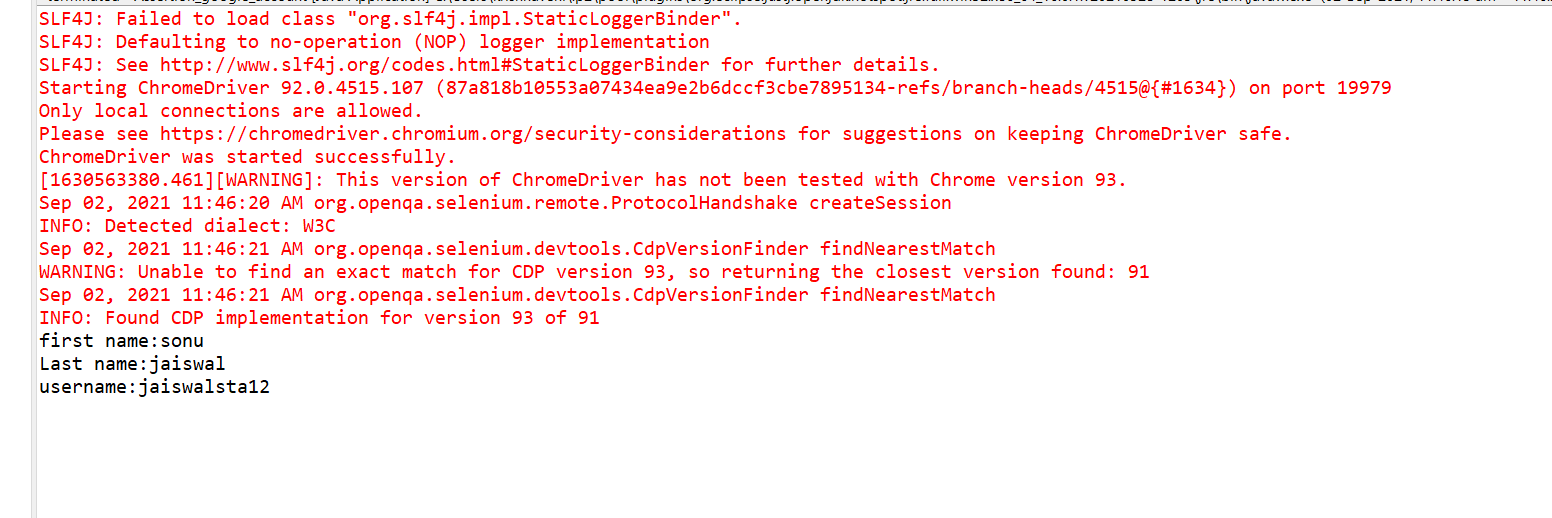 SLF4J: Failed to load class "org.slf4j.impl.StaticLoggerBinder".
SLF4J: Defaulting to no-operation (NOP) logger implementation
SLF4J: See http://www.slf4j.org/codes.html#StaticLoggerBinder for further details.
Starting ChromeDriver 92.0.4515.107 (87a818b10553a07434ea9e2b6dccf3cbe7895134-refs/branch-heads/4515@{#1634}) on port 19979
Only local connections are allowed.
Please see https://chromedriver.chromium.org/security-considerations for suggestions on keeping ChromeDriver safe.
ChromeDriver was started successfully.
[1630563380.461][WARNING]: This version of ChromeDriver has not been tested with Chrome version 93.
Sep 02, 2021 11:46:20 AM org.openqa.selenium.remote.ProtocolHandshake createSession
INFO: Detected dialect: W3C
Sep 02, 2021 11:46:21 AM org.openqa.selenium.devtools.CdpVersionFinder findNearestMatch
WARNING: Unable to find an exact match for CDP version 93, so returning the closest version found: 91
Sep 02, 2021 11:46:21 AM org.openqa.selenium.devtools.CdpVersionFinder findNearestMatch
INFO: Found CDP implementation for version 93 of 91
first name:sonu
Last name:jaiswal
username:jaiswalsta12